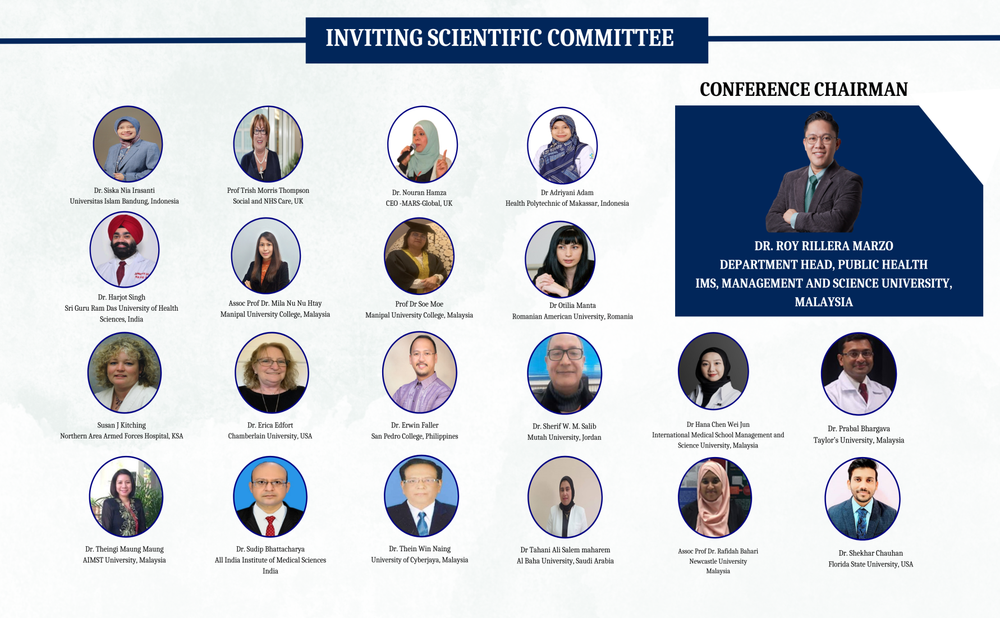 INVITING SCIENTIFIC COMMITTEE
CONFERENCE CHAIRMAN
DR. ROY RILLERA MARZO
DEPARTMENT HEAD, PUBLIC HEALTH
IMS, MANAGEMENT AND SCIENCE UNIVERSITY,
MALAYSIA
Dr. Siska Nia Irasanti
Universitas Islam Bandung, Indonesia
Prof Trish Morris Thompson
Social and NHS Care, UK
Dr. Nouran Hamza
CEO -MARS-Global, UK
Dr Adriyani Adam
Health Polytechnic of Makassar, Indonesia
Dr. Harjot Singh
Sri Guru Ram Das University of Health
Sciences, India
Assoc Prof Dr. Mila Nu Nu Htay
Manipal University College, Malaysia
Prof Dr Soe Moe
Manipal University College, Malaysia
Dr Otilia Manta
Romanian American University, Romania
Susan J Kitching
Northern Area Armed Forces Hospital, KSA
Dr. Erica Edfort
Chamberlain University, USA
Dr. Erwin Faller
San Pedro College, Philippines
Dr. Sherif W. M. Salib
Mutah University, Jordan
Dr Hana Chen Wei Jun
International Medical School Management and
Science University, Malaysia
Dr. Prabal Bhargava
Taylor's University, Malaysia
Dr. Theingi Maung Maung
AIMST University, Malaysia
Dr. Sudip Bhattacharya
All India Institute of Medical Sciences
India
Dr. Thein Win Naing
University of Cyberjaya, Malaysia
Dr Tahani Ali Salem maharem
Al Baha University, Saudi Arabia
Assoc Prof Dr. Rafidah Bahari
Newcastle University
Malaysia
Dr. Shekhar Chauhan
Florida State University, USA